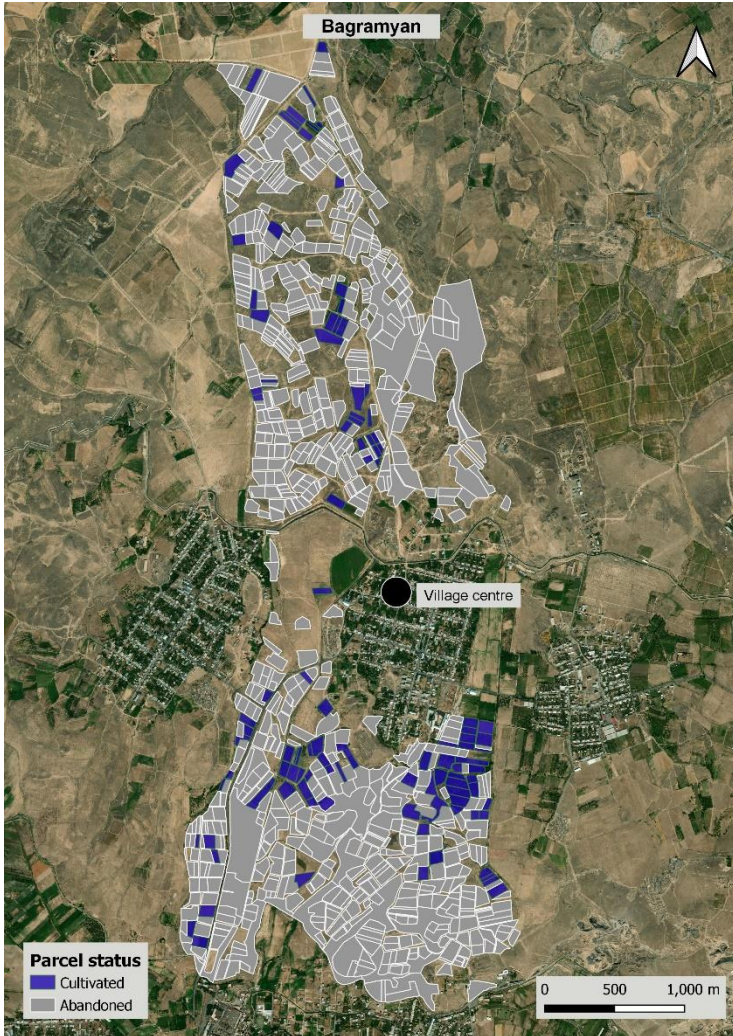 Bagramyan
Village centre
Parcel status
Cultivated
Abandoned
0 500 1,000 m